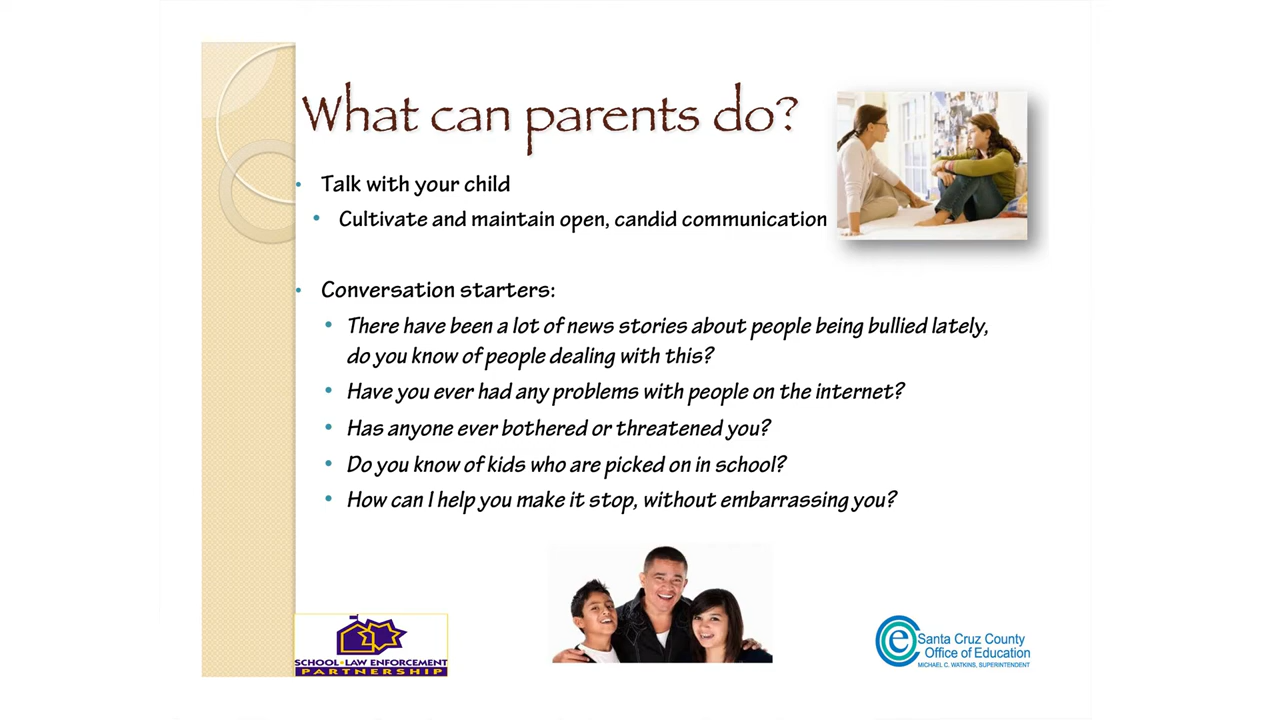 What can parents do?
• Talk with your child
• Cultivate and maintain open, candid communication
• Conversation starters:
• There have been a lot of news stories about people being bullied lately,
do you know of people dealing with this?
• Have you ever had any problems with people on the internet?
• Has anyone ever bothered or threatened you?
• Do you know of kids who are picked on in school?
• How can I help you make it stop, without embarrassing you?
SCHOOL•LAW ENFORCEMENT
PARTNERSHIP
e
Santa Cruz County
Office of Education
MICHAEL C. WATKINS, SUPERINTENDENT